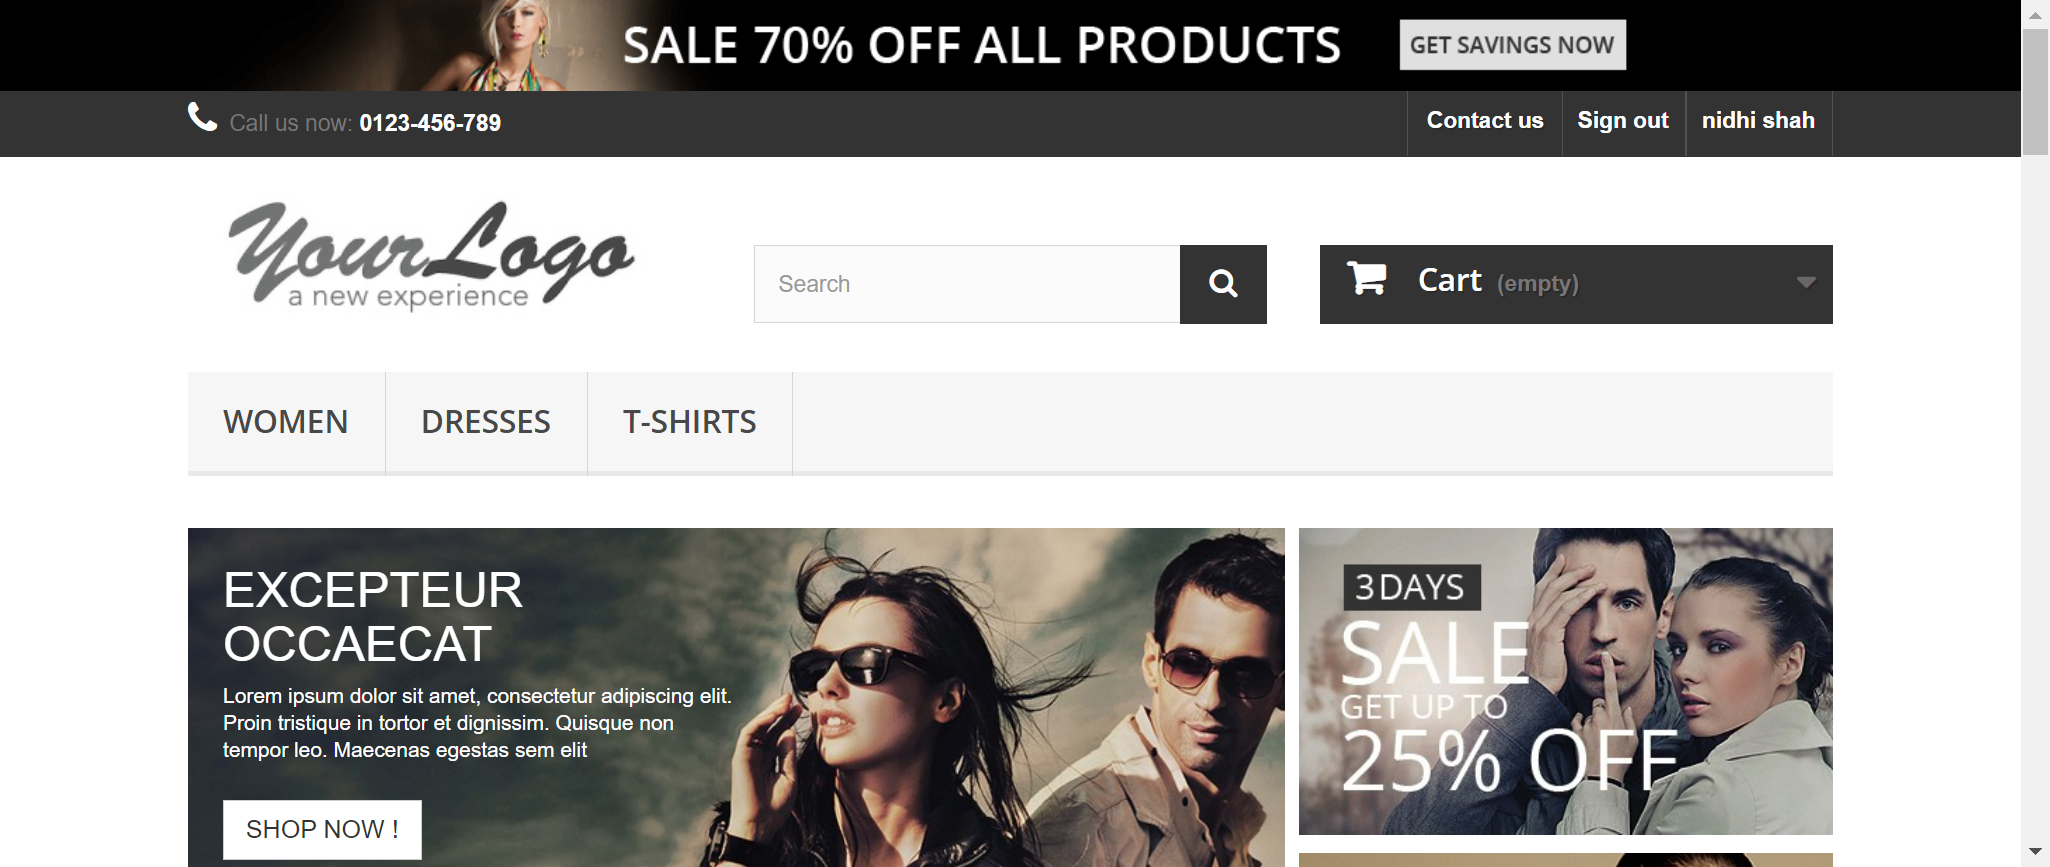 SALE 70% OFF ALL PRODUCTS GET SAVINGS NOW
Call us now: 0123-456-789 Contact us Sign out nidhi shah
YourLogo
a new experience
Search Cart (empty)
WOMEN DRESSES T-SHIRTS
EXCEPTEUR
OCCAECAT
Lorem ipsum dolor sit amet, consectetur adipiscing elit.
Proin tristique in tortor et dignissim. Quisque non
tempor leo. Maecenas egestas sem elit
SHOP NOW !
3 DAYS
SALE
GET UP TO
25% OFF